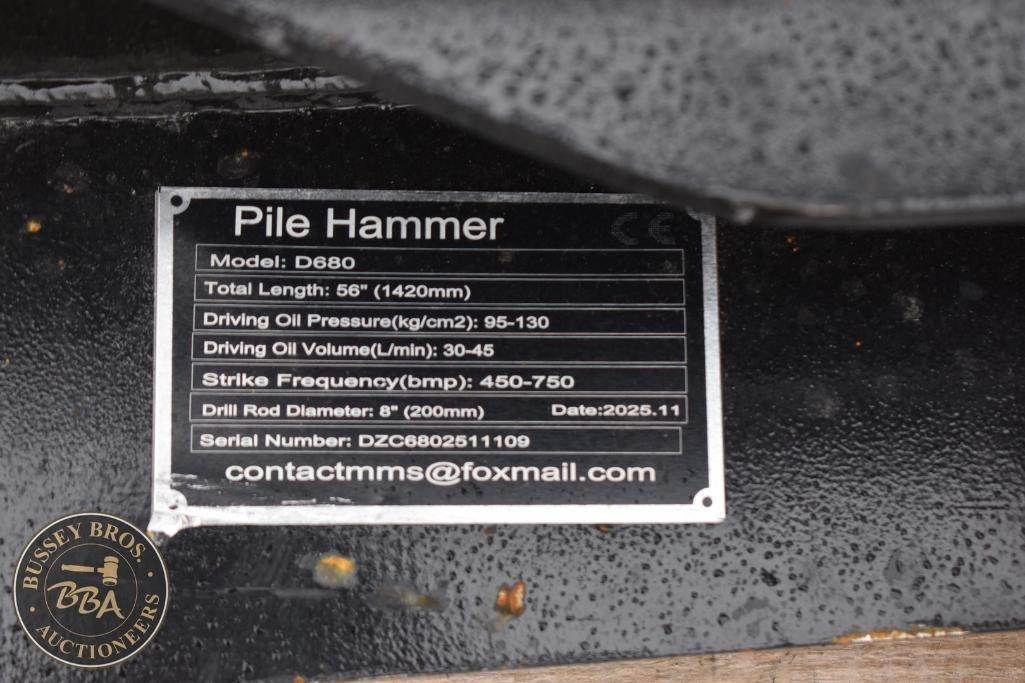 Pile Hammer CE
Model: D680
Total Length: 56" (1420mm)
Driving Oil Pressure(kg/cm2): 95-130
Driving Oil Volume(L/min): 30-45
Strike Frequency(bmp): 450-750
Drill Rod Diameter: 8" (200mm) Date:2025.11
Serial Number: DZC6802511109
contactmms@foxmail.com
BUSSEY BROS.
BBA
AUCTIONEERS